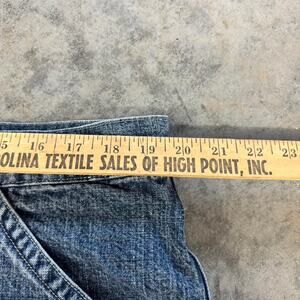 5 16 17 18 19 20 21 22 23
OLINA TEXTILE SALES OF HIGH POINT, INC.